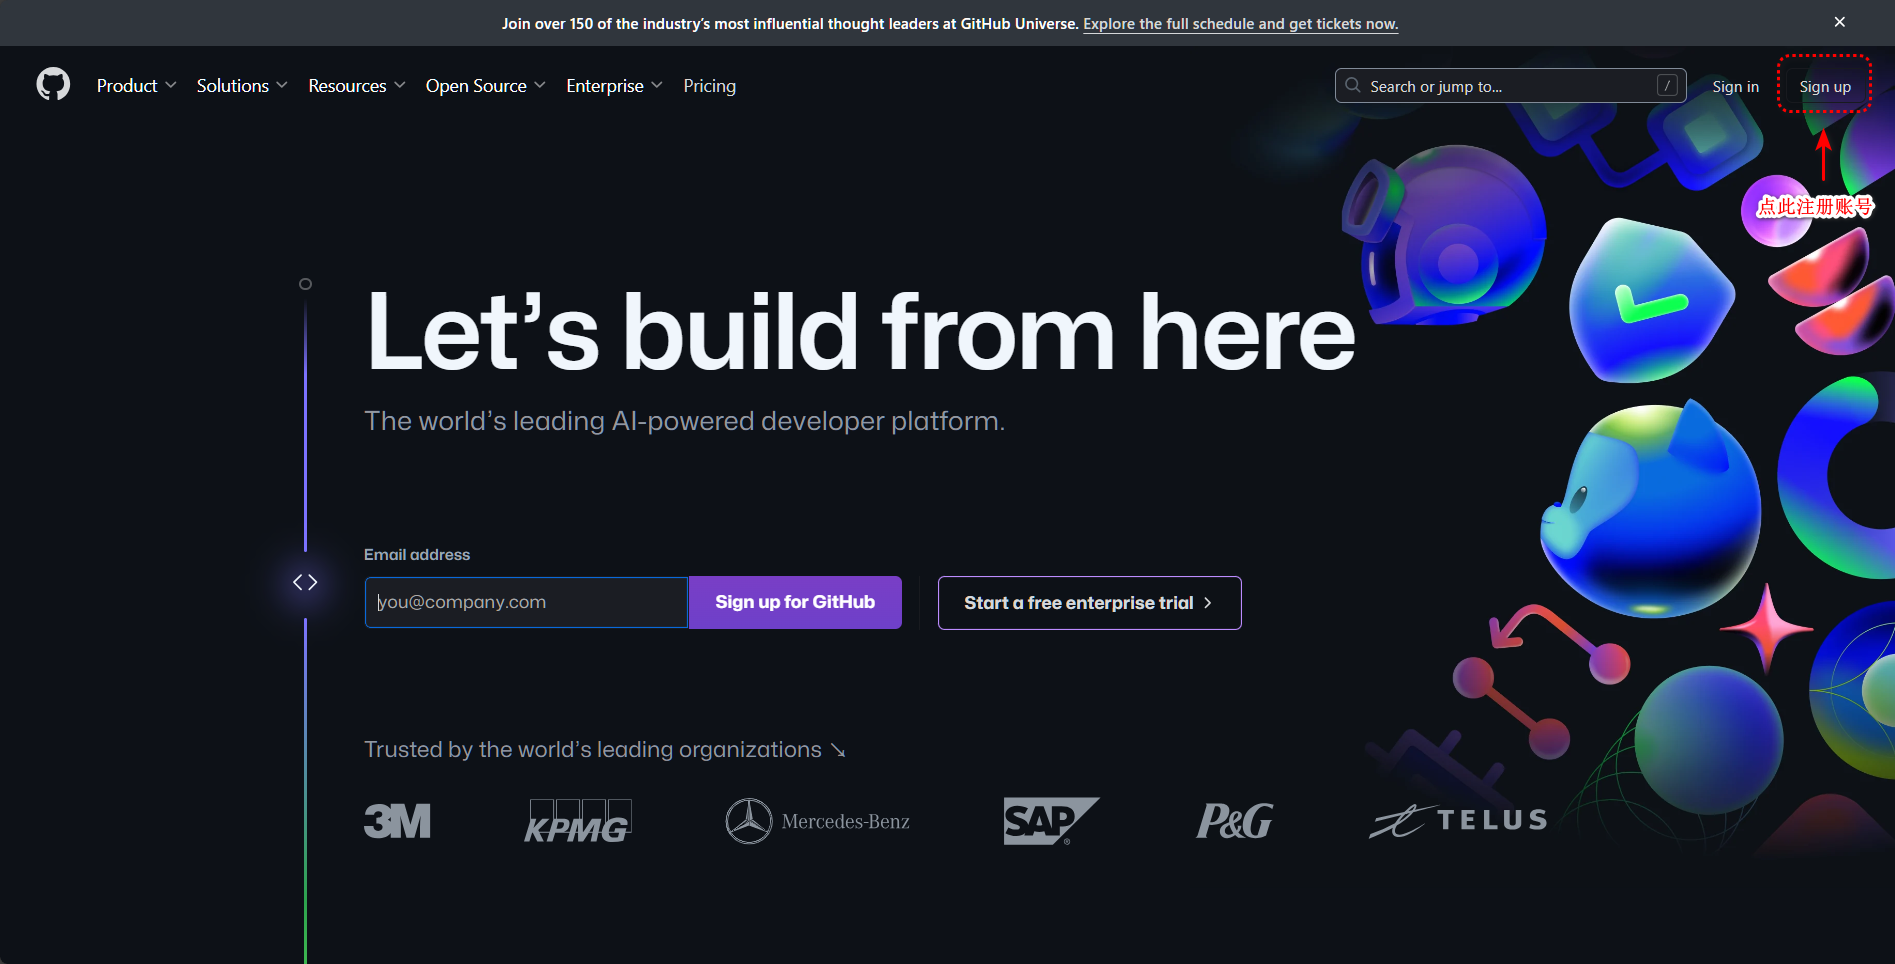 Join over 150 of the industry’s most influential thought leaders at GitHub Universe. Explore the full schedule and get tickets now.
Product Solutions Resources Open Source Enterprise Pricing Search or jump to... / Sign in Sign up
点此注册账号
Let’s build from here
The world’s leading AI-powered developer platform.
Email address
you@company.com Sign up for GitHub Start a free enterprise trial
Trusted by the world’s leading organizations ↘
3M KPMG Mercedes-Benz SAP® P&G TELUS